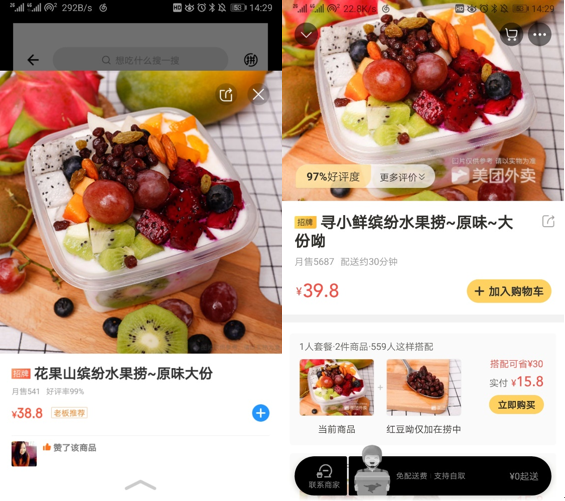 292B/s
14:29
想吃什么搜一搜
招牌 花果山缤纷水果捞~原味大份
月售541 好评率99%
¥38.8 老板推荐
赞了该商品
22.8K/s
14:29
97%好评度
更多评价
图片仅供参考 请以实物为准
美团外卖
招牌 寻小鲜缤纷水果捞~原味~大
份呦
月售5687 配送约30分钟
¥39.8
+ 加入购物车
1人套餐·2件商品·559人这样搭配
搭配可省¥30
实付 ¥15.8
立即购买
当前商品
红豆呦仅加在捞中
联系商家
免配送费 | 支持自取
¥0起送